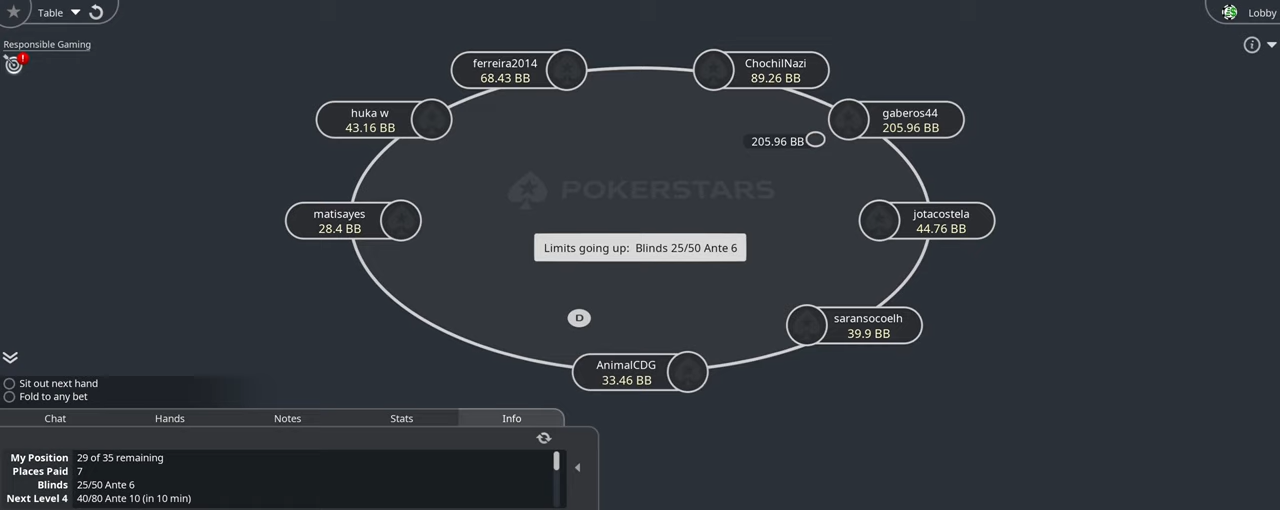 Table
Lobby
Responsible Gaming
!
ferreira2014
68.43 BB
ChochilNazi
89.26 BB
huka w
43.16 BB
gaberos44
205.96 BB
205.96 BB
POKERSTARS
matisayes
28.4 BB
jotacostela
44.76 BB
Limits going up: Blinds 25/50 Ante 6
D
saransocoelh
39.9 BB
AnimalCDG
33.46 BB
Sit out next hand
Fold to any bet
Chat Hands Notes Stats Info
My Position 29 of 35 remaining
Places Paid 7
Blinds 25/50 Ante 6
Next Level 4 40/80 Ante 10 (in 10 min)